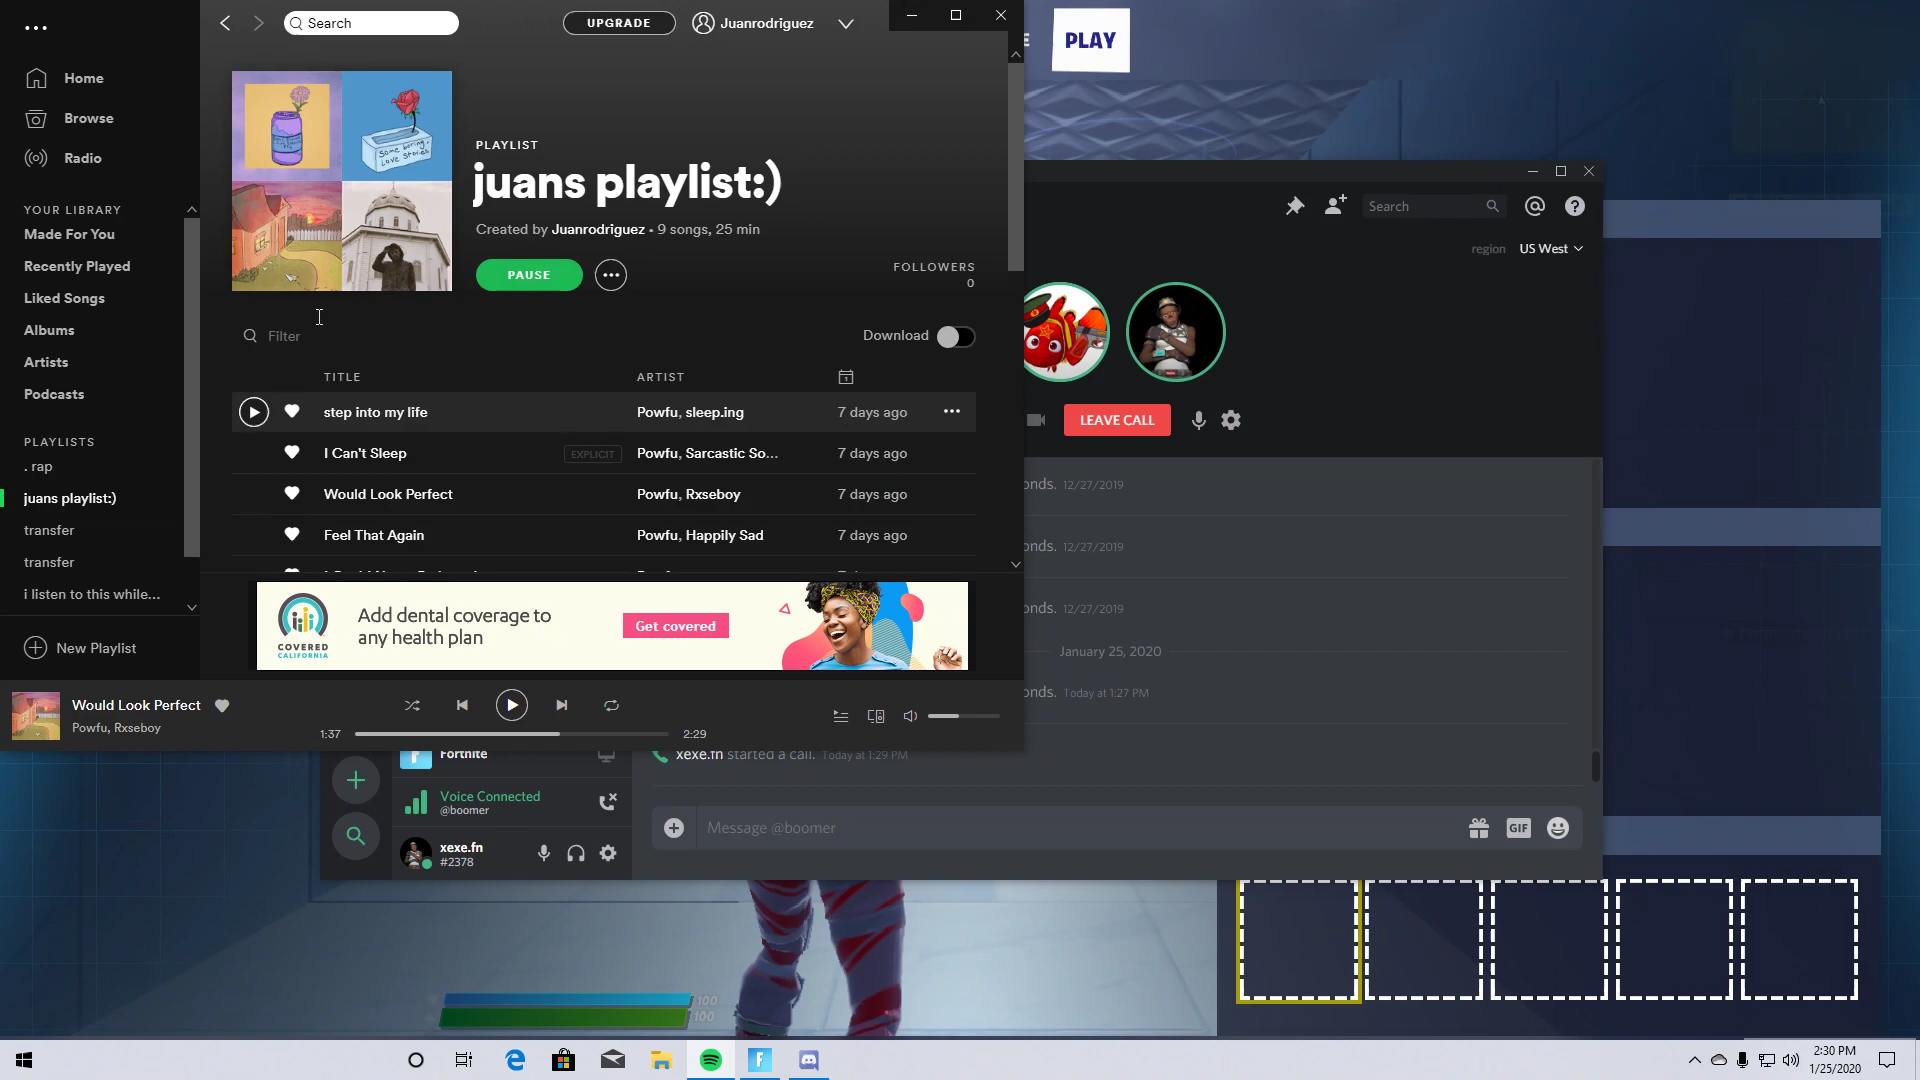 Search
UPGRADE
Juanrodriguez
Home
Browse
Radio
YOUR LIBRARY
Made For You
Recently Played
Liked Songs
Albums
Artists
Podcasts
PLAYLISTS
. rap
juans playlist:)
transfer
transfer
i listen to this while...
New Playlist
some boring, Love Stories.
PLAYLIST
juans playlist:)
Created by Juanrodriguez • 9 songs, 25 min
PAUSE
FOLLOWERS
0
Filter
Download
TITLE ARTIST
step into my life Powfu, sleep.ing 7 days ago
I Can't Sleep EXPLICIT Powfu, Sarcastic So... 7 days ago
Would Look Perfect Powfu, Rxseboy 7 days ago
Feel That Again Powfu, Happily Sad 7 days ago
COVERED
CALIFORNIA
Add dental coverage to
any health plan
Get covered
Would Look Perfect
Powfu, Rxseboy
1:37
2:29
E
PLAY
Search
region US West
LEAVE CALL
onds. 12/27/2019
onds. 12/27/2019
onds. 12/27/2019
January 25, 2020
onds. Today at 1:27 PM
xexe.fn started a call. Today at 1:29 PM
Fortnite
Voice Connected
@boomer
xexe.fn
#2378
Message @boomer
GIF
100
100
2:30 PM
1/25/2020